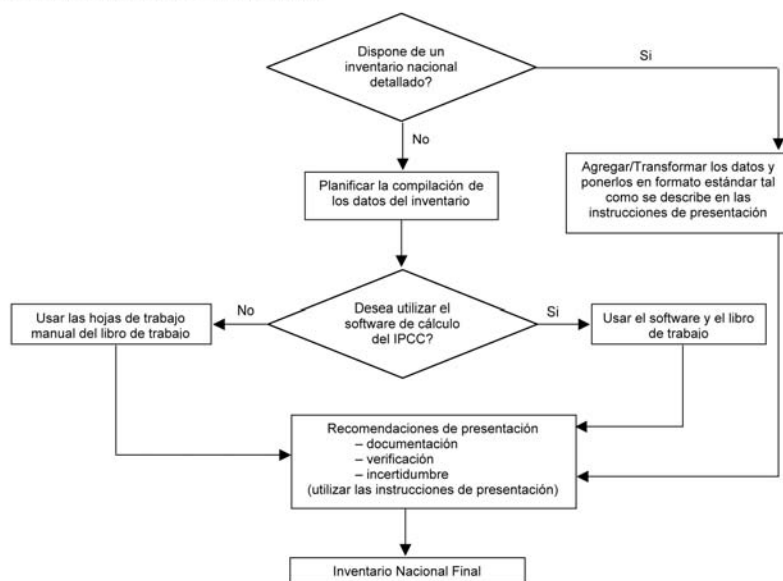 Dispone de un
inventario nacional
detallado?
Si
No
Planificar la compilación de
los datos del inventario
Agregar/Transformar los datos y
ponerlos en formato estándar tal
como se describe en las
instrucciones de presentación
Desea utilizar el
software de cálculo
del IPCC?
No
Si
Usar las hojas de trabajo
manual del libro de trabajo
Usar el software y el libro
de trabajo
Recomendaciones de presentación
– documentación
– verificación
– incertidumbre
(utilizar las instrucciones de presentación)
Inventario Nacional Final